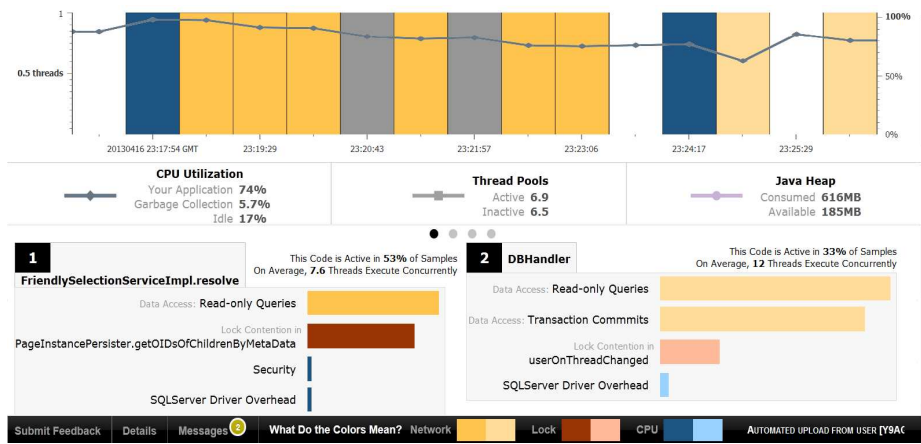 1
100%
0.5 threads
50%
0%
20130416 23:17:54 GMT 23:19:29 23:20:43 23:21:57 23:23:06 23:24:17 23:25:29
CPU Utilization
Your Application 74%
Garbage Collection 5.7%
Idle 17%
Thread Pools
Active 6.9
Inactive 6.5
Java Heap
Consumed 616MB
Available 185MB
1
FriendlySelectionServiceImpl.resolve
This Code is Active in 53% of Samples
On Average, 7.6 Threads Execute Concurrently
Data Access: Read-only Queries
Lock Contention in
PageInstancePersister.getOIDsOfChildrenByMetaData
Security
SQLServer Driver Overhead
2 DBHandler
This Code is Active in 33% of Samples
On Average, 12 Threads Execute Concurrently
Data Access: Read-only Queries
Data Access: Transaction Commmits
Lock Contention in
userOnThreadChanged
SQLServer Driver Overhead
Submit Feedback Details Messages 2 What Do the Colors Mean? Network Lock CPU AUTOMATED UPLOAD FROM USER [Y9AC